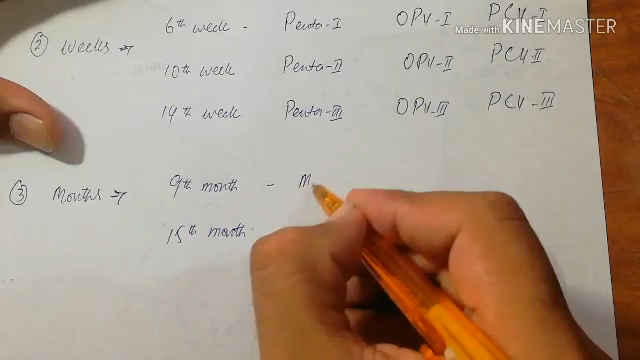 6th week - Penta-I OPV-I PCV-I
Made with KINEMASTER
② Weeks →
10th week Penta-II OPV-II PCV-II
14th week Penta-III OPV-III PCV-III
③ Months → 9th month - M
15th month